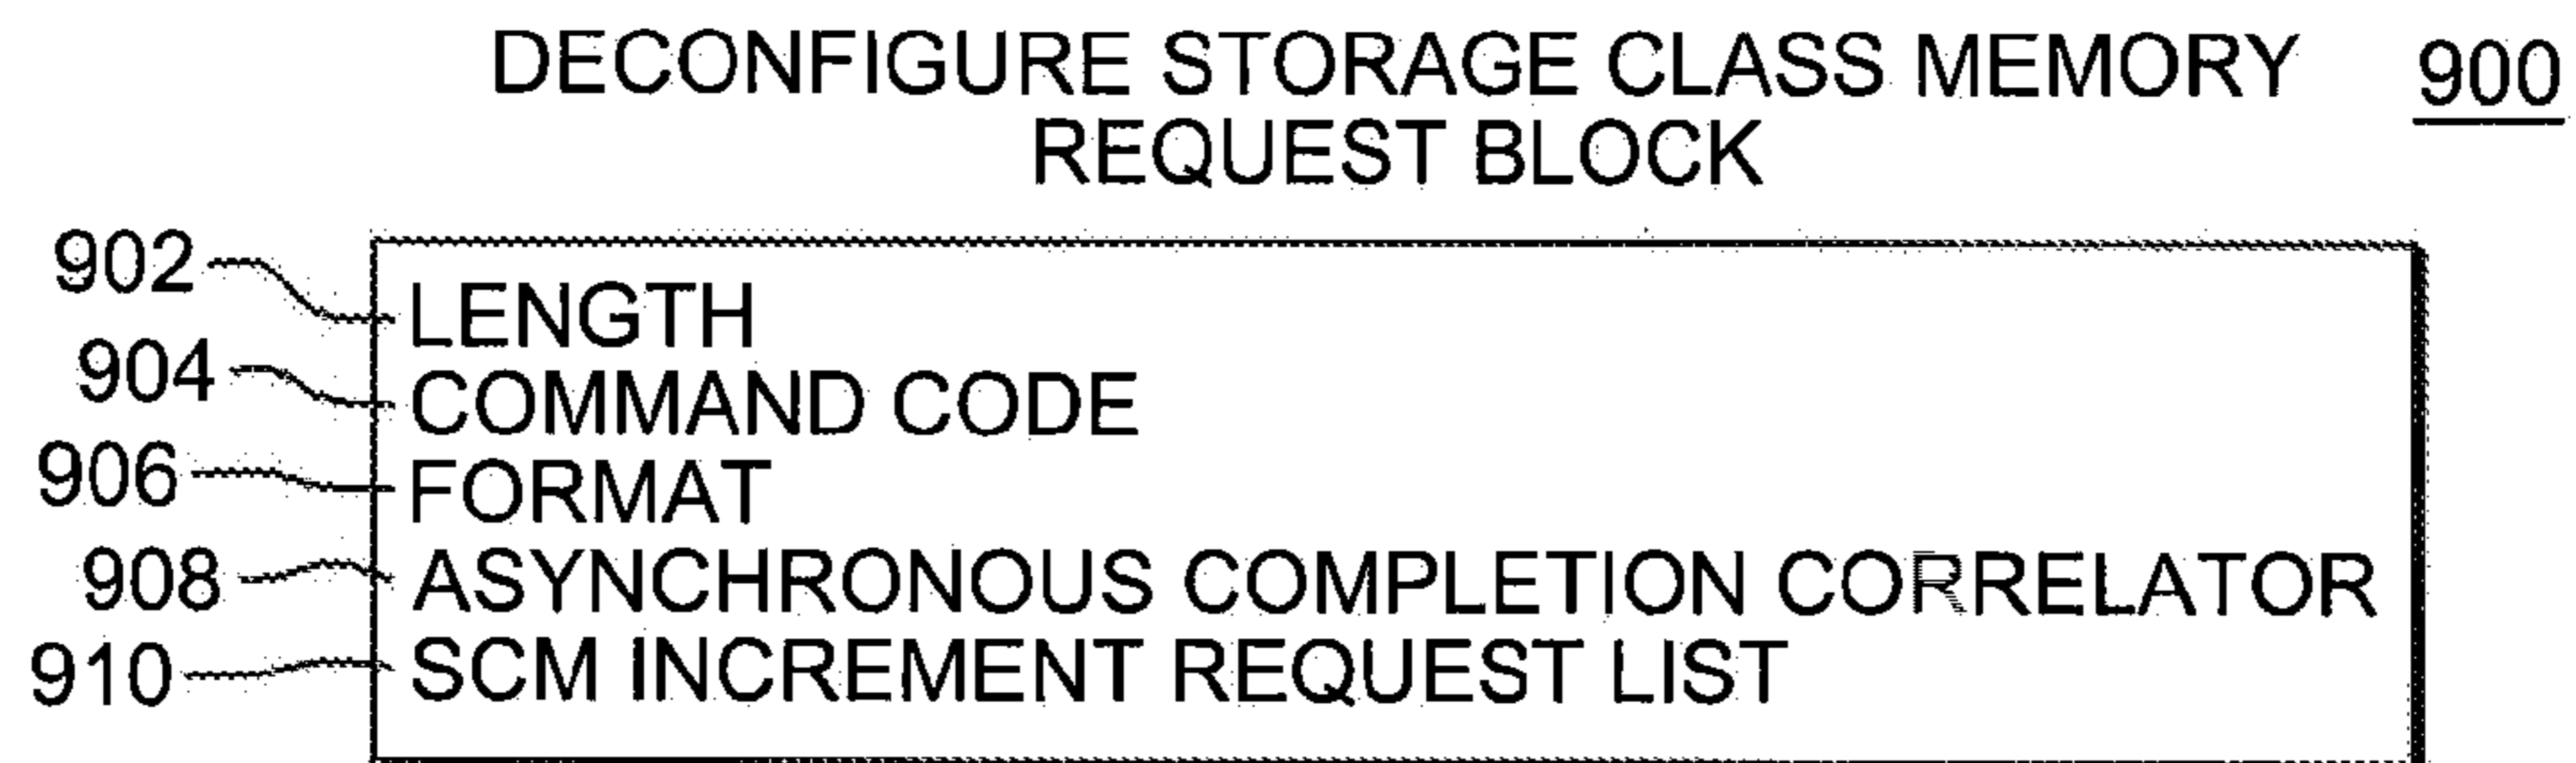 DECONFIGURE STORAGE CLASS MEMORY 900
REQUEST BLOCK
902 LENGTH
904 COMMAND CODE
906 FORMAT
908 ASYNCHRONOUS COMPLETION CORRELATOR
910 SCM INCREMENT REQUEST LIST